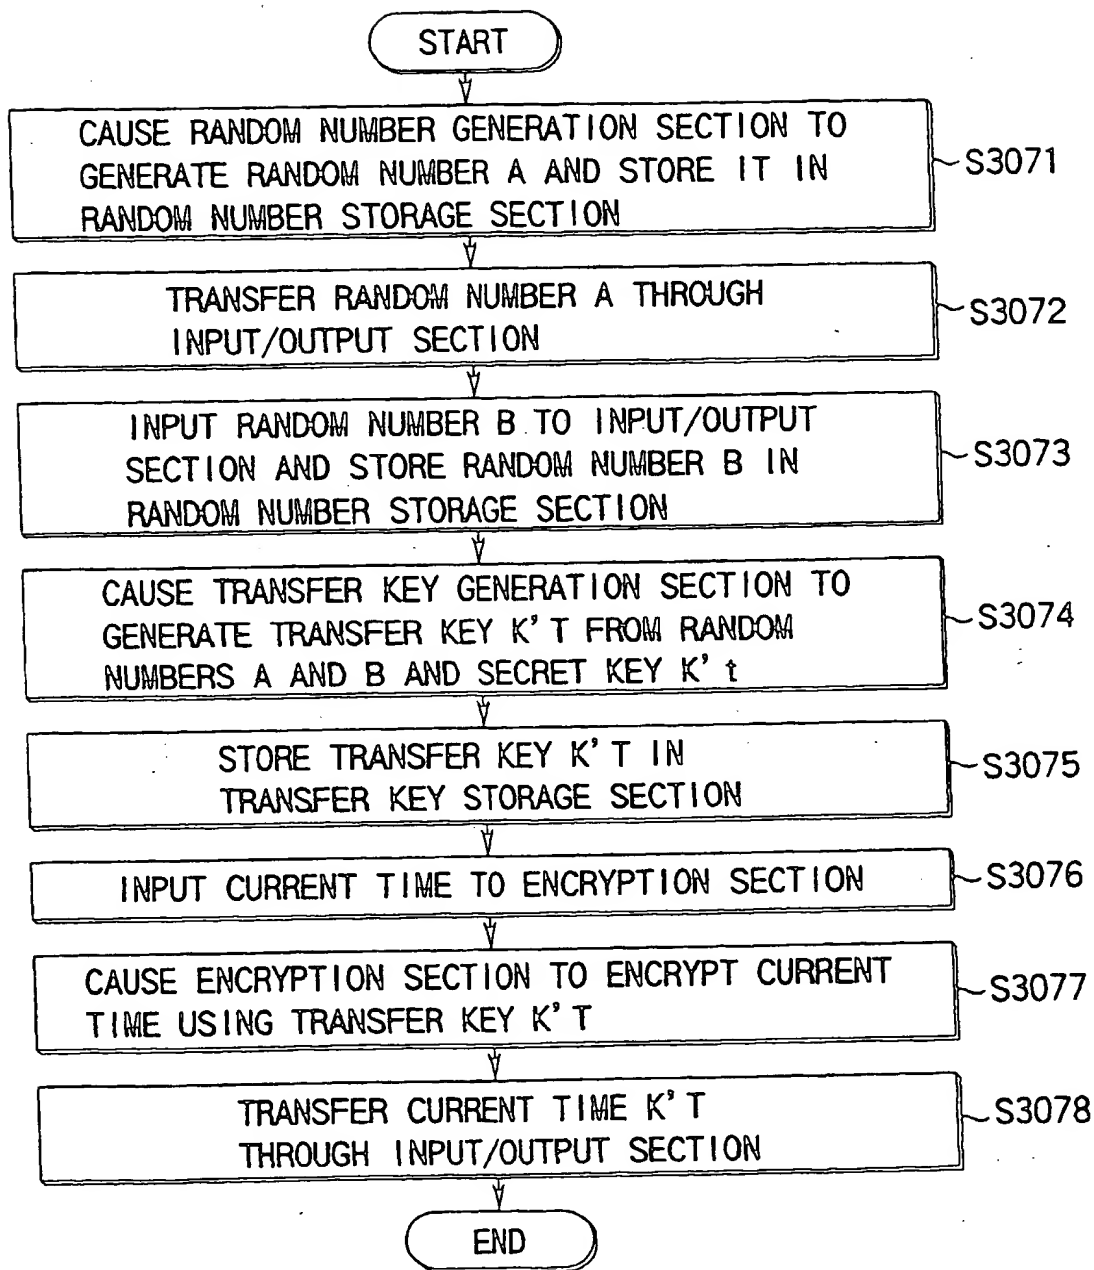 START
CAUSE RANDOM NUMBER GENERATION SECTION TO
GENERATE RANDOM NUMBER A AND STORE IT IN
RANDOM NUMBER STORAGE SECTION
S3071
TRANSFER RANDOM NUMBER A THROUGH
INPUT/OUTPUT SECTION
S3072
INPUT RANDOM NUMBER B TO INPUT/OUTPUT
SECTION AND STORE RANDOM NUMBER B IN
RANDOM NUMBER STORAGE SECTION
S3073
CAUSE TRANSFER KEY GENERATION SECTION TO
GENERATE TRANSFER KEY K'T FROM RANDOM
NUMBERS A AND B AND SECRET KEY K't
S3074
STORE TRANSFER KEY K'T IN
TRANSFER KEY STORAGE SECTION
S3075
INPUT CURRENT TIME TO ENCRYPTION SECTION
S3076
CAUSE ENCRYPTION SECTION TO ENCRYPT CURRENT
TIME USING TRANSFER KEY K'T
S3077
TRANSFER CURRENT TIME K'T
THROUGH INPUT/OUTPUT SECTION
S3078
END